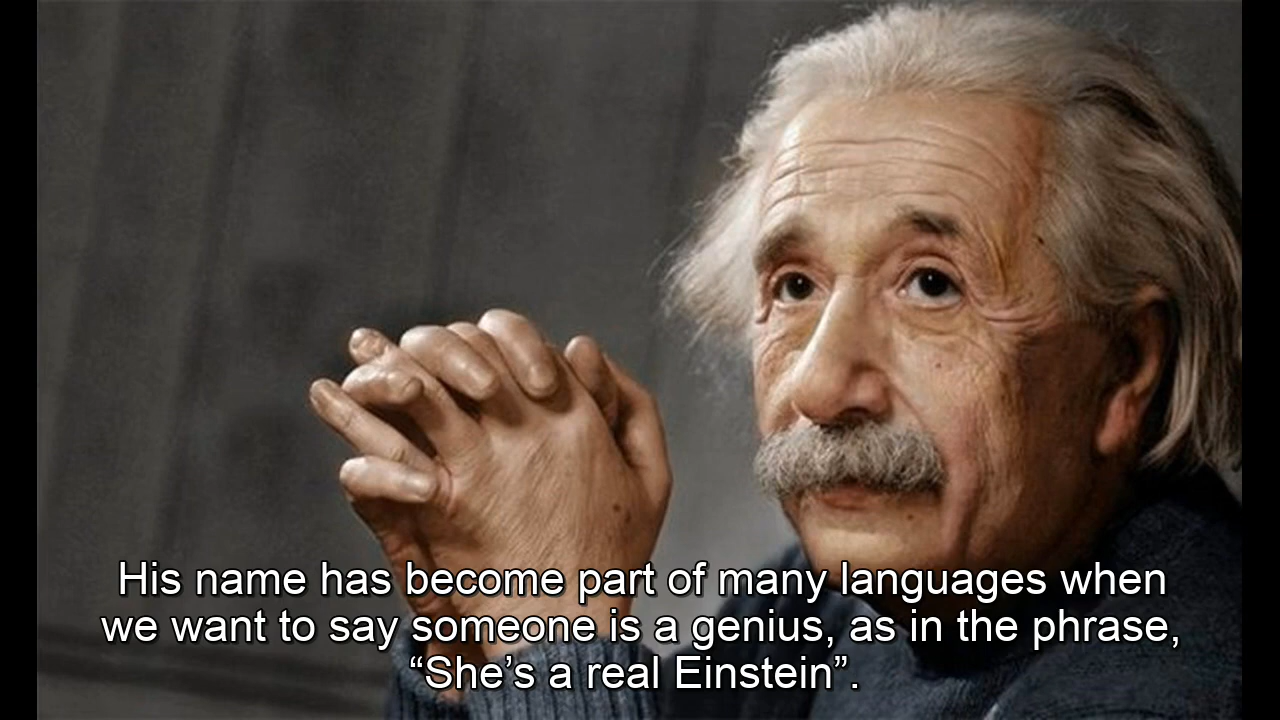 His name has become part of many languages when
we want to say someone is a genius, as in the phrase,
“She’s a real Einstein”.